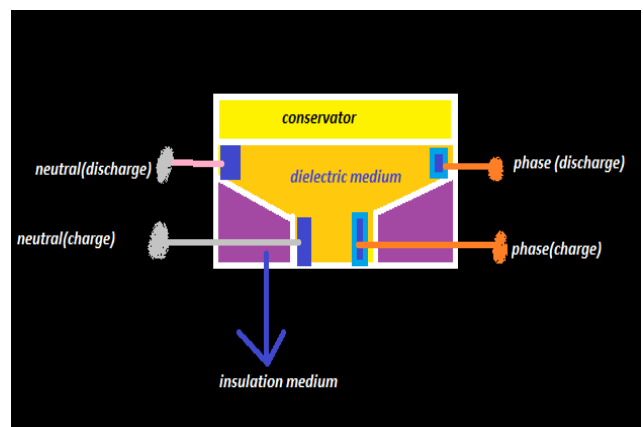 conservator
neutral(discharge)
phase (discharge)
dielectric medium
neutral(charge)
phase(charge)
insulation medium